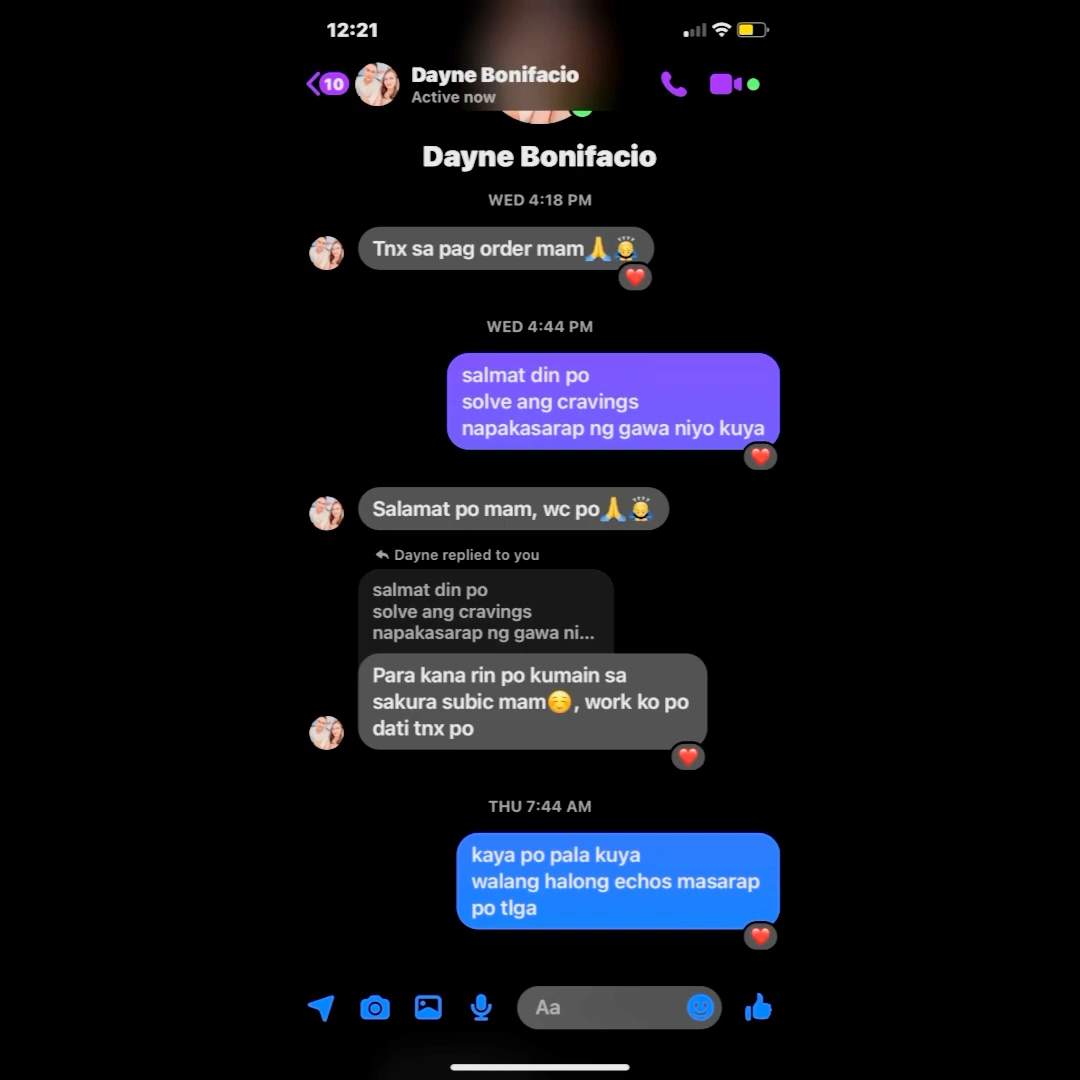 12:21
10
Dayne Bonifacio
Active now
Dayne Bonifacio
WED 4:18 PM
Tnx sa pag order mam🙏🙇
WED 4:44 PM
salmat din po
solve ang cravings
napakasarap ng gawa niyo kuya
Salamat po mam, wc po🙏🙇
Dayne replied to you
salmat din po
solve ang cravings
napakasarap ng gawa ni...
Para kana rin po kumain sa
sakura subic mam☺️, work ko po
dati tnx po
THU 7:44 AM
kaya po pala kuya
walang halong echos masarap
po tlga
Aa